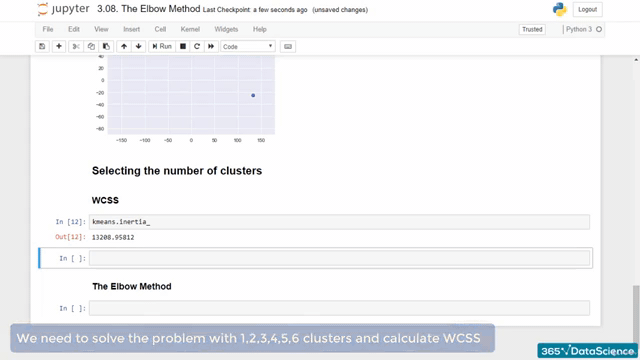 jupyter 3.08. The Elbow Method Last Checkpoint: a few seconds ago (unsaved changes) Logout
File Edit View Insert Cell Kernel Widgets Help Trusted Python 3
Run Code
40
20
0
−20
−40
−60
−80
−150 −100 −50 0 50 100 150
Selecting the number of clusters
WCSS
In [12]: kmeans.inertia_
Out[12]: 13208.95812
In [ ]:
The Elbow Method
In [ ]:
We need to solve the problem with 1,2,3,4,5,6 clusters and calculate WCSS
365 DataScience